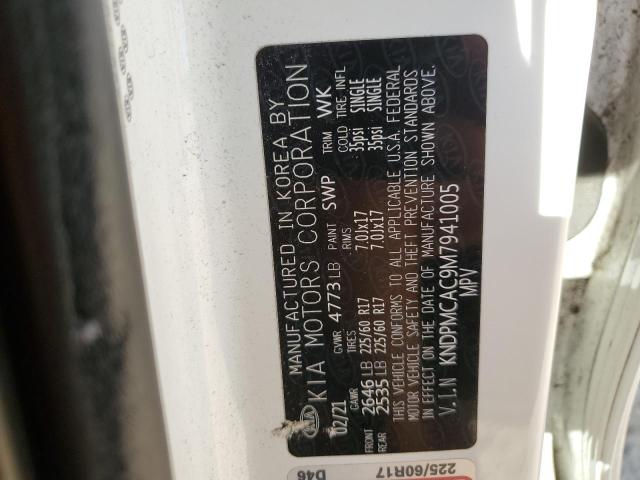 MANUFACTURED IN KOREA BY
KIA MOTORS CORPORATION
02/21 GVWR 4773 LB PAINT SWP TRIM WK
GAWR TIRES RIMS COLD TIRE INFL
FRONT 2646 LB 225/60 R17 7.0Jx17 35psi SINGLE
REAR 2535 LB 225/60 R17 7.0Jx17 35psi SINGLE
THIS VEHICLE CONFORMS TO ALL APPLICABLE U.S.A. FEDERAL
MOTOR VEHICLE SAFETY AND THEFT PREVENTION STANDARDS
IN EFFECT ON THE DATE OF MANUFACTURE SHOWN ABOVE.
V.I.N KNDPMCAC9M7941005
MPV
225/60R17
D46